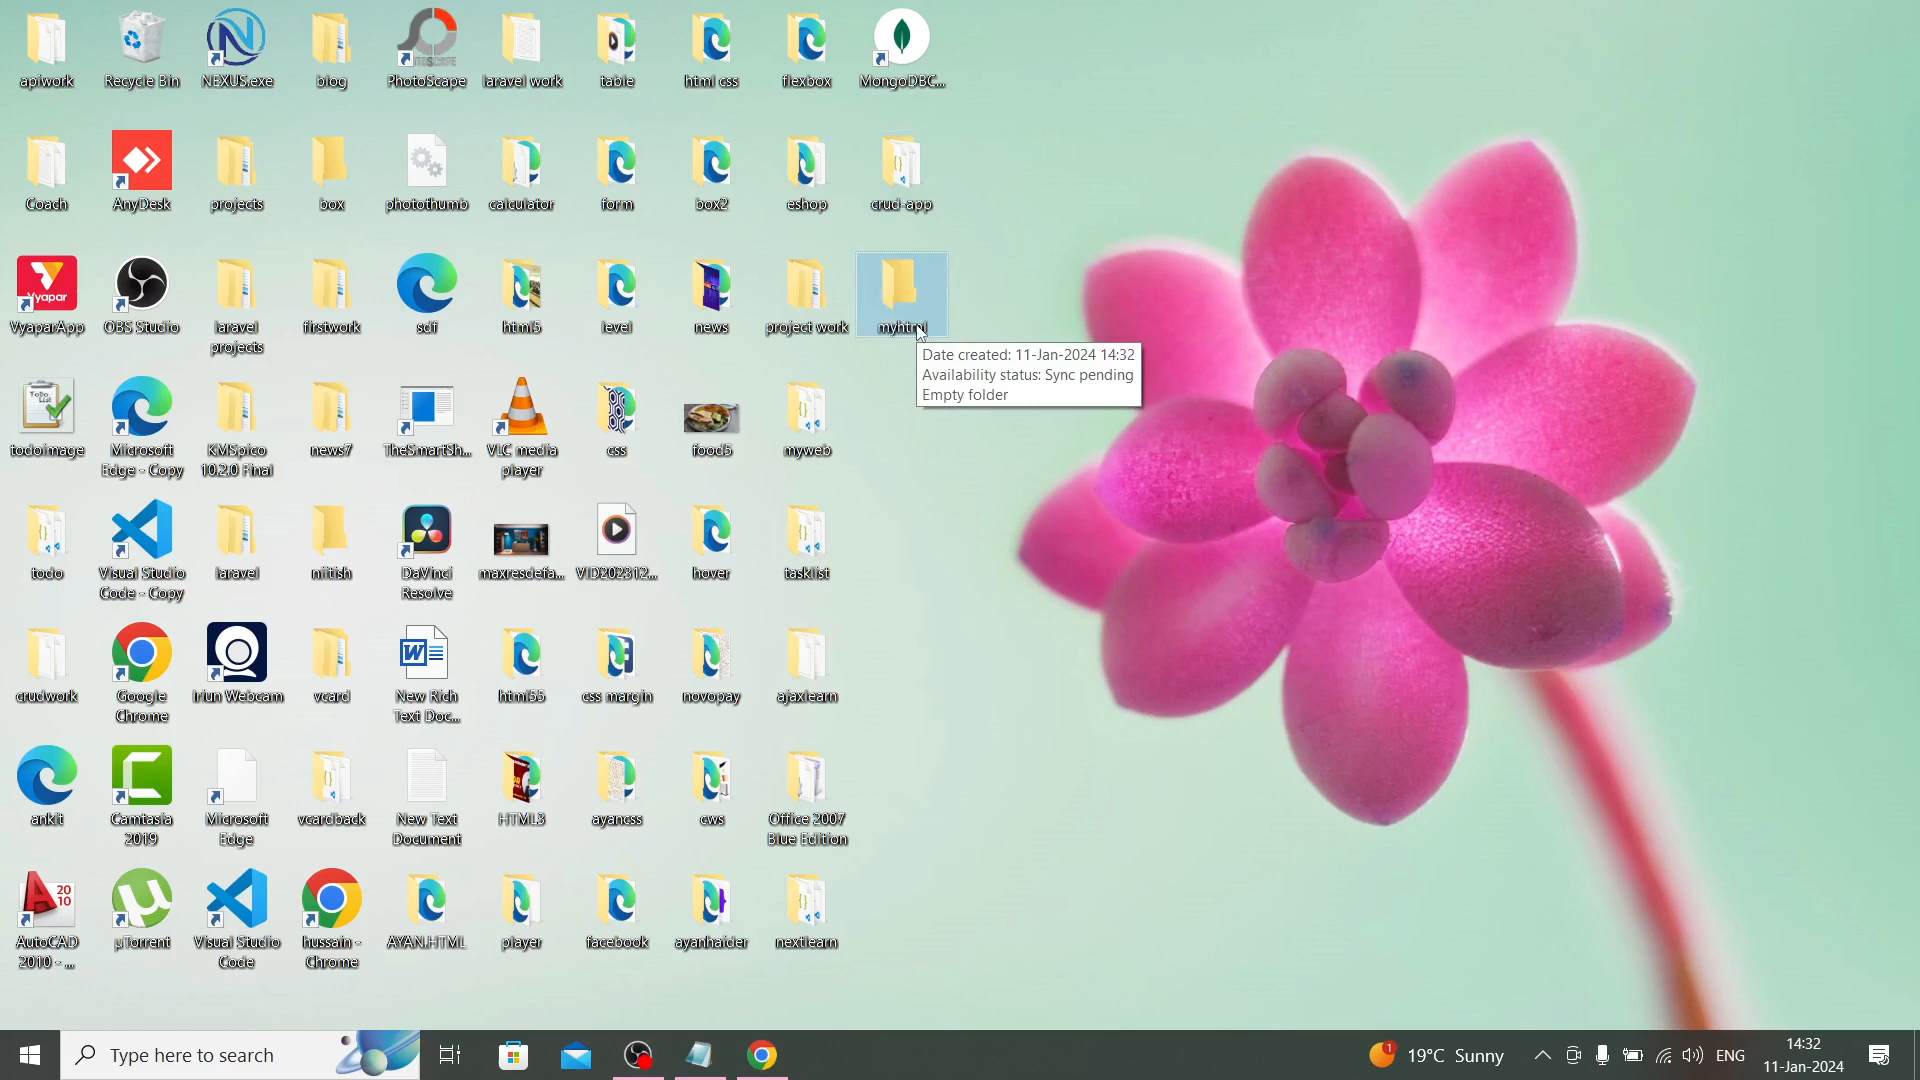 apiwork
Recycle Bin
NEXUS.exe
blog
PhotoScape
laravel work
table
html css
flexbox
MongoDBC...
Coach
AnyDesk
projects
box
photothumb
calculator
form
box2
eshop
crud-app
Vyapar
VyaparApp
OBS Studio
laravel
projects
firstwork
sdf
html5
level
news
project work
myhtml
Date created: 11-Jan-2024 14:32
Availability status: Sync pending
Empty folder
todoimage
Microsoft
Edge - Copy
KMSpico
10.2.0 Final
news7
TheSmartSh...
VLC media
player
css
food5
myweb
todo
Visual Studio
Code - Copy
laravel
niitish
DaVinci
Resolve
maxresdefa...
VID202312...
hover
tasklist
crudwork
Google
Chrome
Iriun Webcam
vcard
New Rich
Text Doc...
html55
css margin
novopay
ajaxlearn
ankit
Camtasia
2019
Microsoft
Edge
vcardback
New Text
Document
HTML3
ayancss
cws
Office 2007
Blue Edition
20
10
AutoCAD
2010 - ...
µTorrent
Visual Studio
Code
hussain -
Chrome
AYAN.HTML
player
facebook
ayanhaider
nextlearn
Type here to search
1
19°C Sunny
ENG
14:32
11-Jan-2024